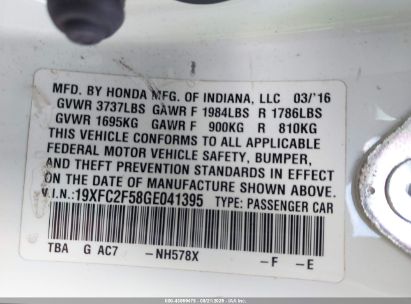 MFD. BY HONDA MFG. OF INDIANA, LLC 03/'16
GVWR 3737LBS GAWR F 1984LBS R 1786LBS
GVWR 1695KG GAWR F 900KG R 810KG
THIS VEHICLE CONFORMS TO ALL APPLICABLE
FEDERAL MOTOR VEHICLE SAFETY, BUMPER,
AND THEFT PREVENTION STANDARDS IN EFFECT
ON THE DATE OF MANUFACTURE SHOWN ABOVE.
V.I.N.: 19XFC2F58GE041395 TYPE: PASSENGER CAR
TBA G AC7 -NH578X -F -E